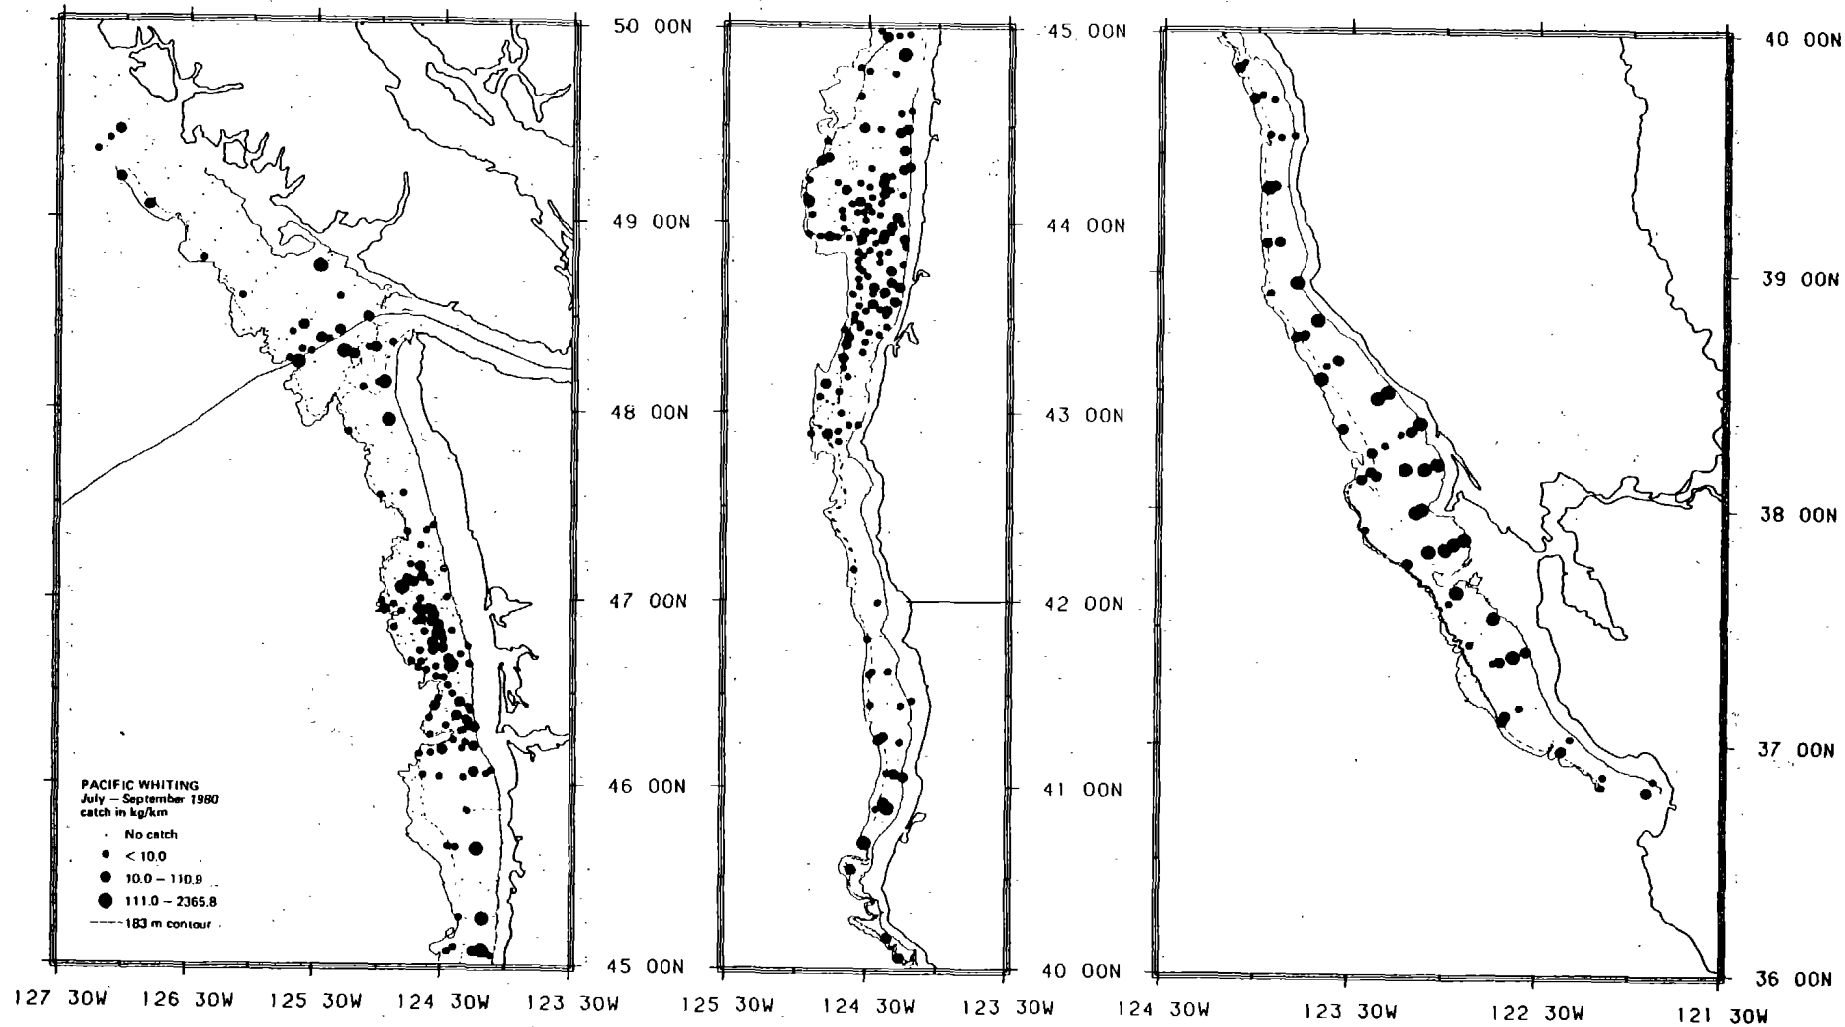 50 00N
49 00N
48 00N
47 00N
46 00N
45 00N
PACIFIC WHITING
July – September 1980
catch in kg/km
No catch
< 10.0
10.0 – 110.9
111.0 – 2365.8
183 m contour
127 30W 126 30W 125 30W 124 30W 123 30W
45 00N
44 00N
43 00N
42 00N
41 00N
40 00N
125 30W 124 30W 123 30W
40 00N
39 00N
38 00N
37 00N
36 00N
124 30W 123 30W 122 30W 121 30W